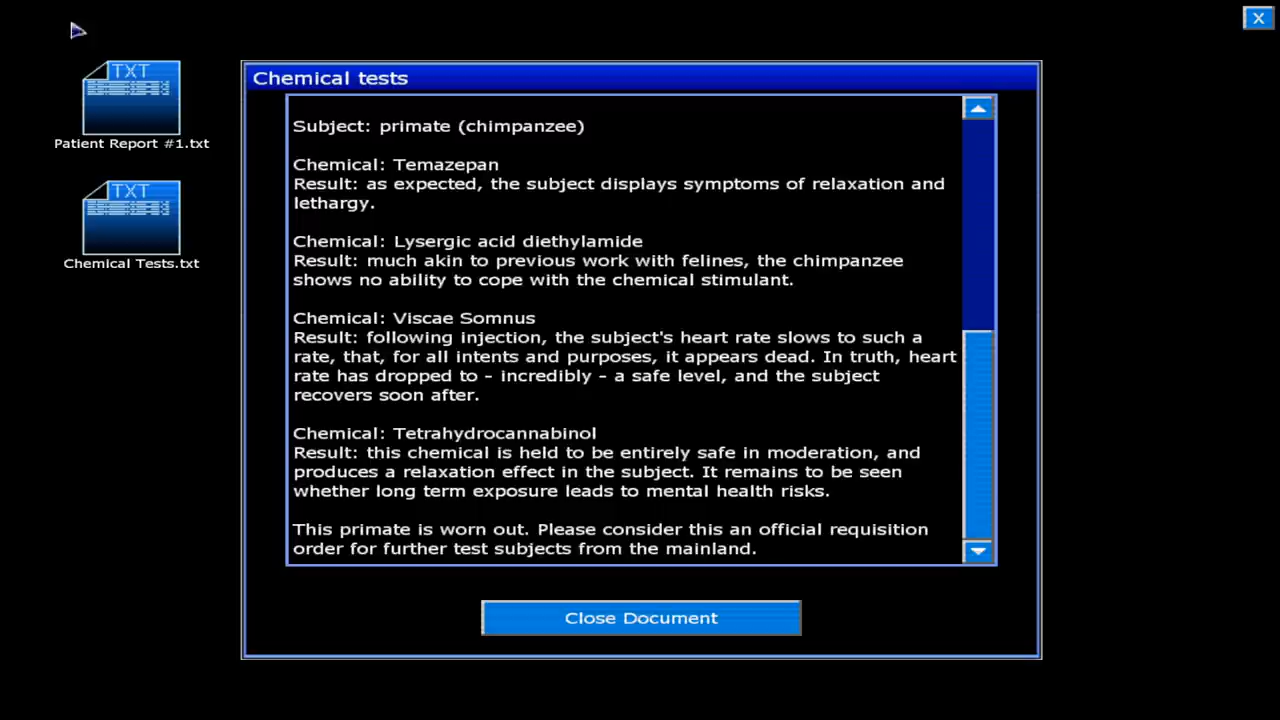 X
TXT
Patient Report #1.txt
TXT
Chemical Tests.txt
Chemical tests
Subject: primate (chimpanzee)
Chemical: Temazepan
Result: as expected, the subject displays symptoms of relaxation and
lethargy.
Chemical: Lysergic acid diethylamide
Result: much akin to previous work with felines, the chimpanzee
shows no ability to cope with the chemical stimulant.
Chemical: Viscae Somnus
Result: following injection, the subject's heart rate slows to such a
rate, that, for all intents and purposes, it appears dead. In truth, heart
rate has dropped to - incredibly - a safe level, and the subject
recovers soon after.
Chemical: Tetrahydrocannabinol
Result: this chemical is held to be entirely safe in moderation, and
produces a relaxation effect in the subject. It remains to be seen
whether long term exposure leads to mental health risks.
This primate is worn out. Please consider this an official requisition
order for further test subjects from the mainland.
Close Document